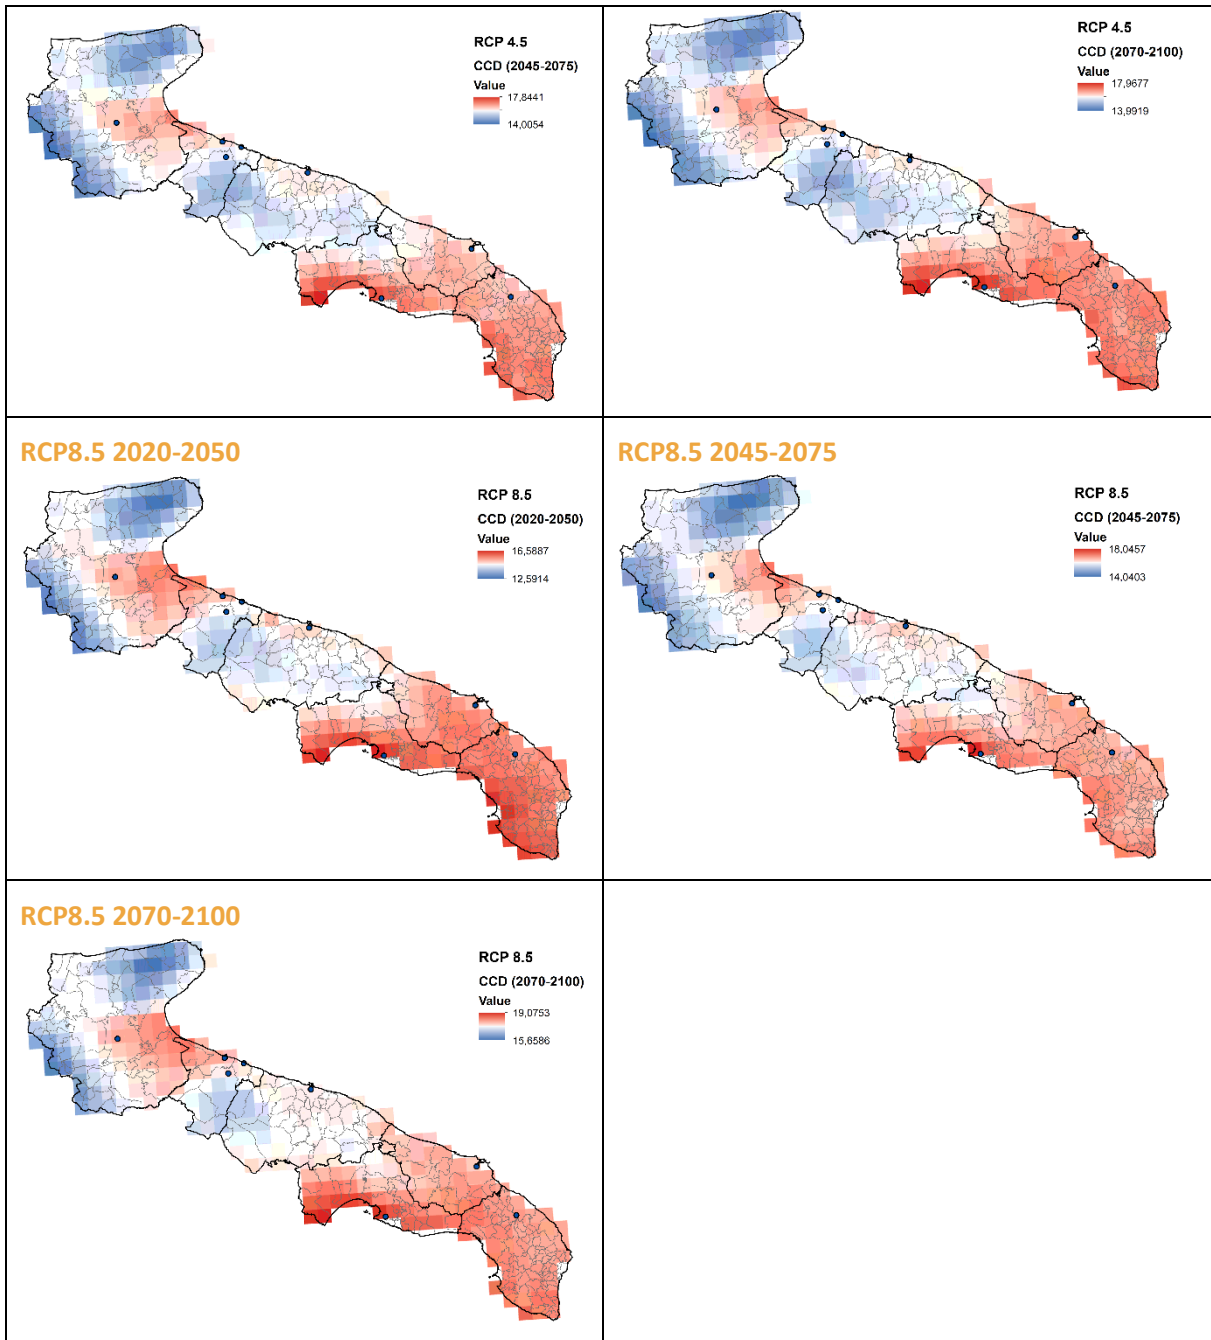 RCP 4.5
CCD (2045-2075)
Value
17,8441
14,0054
RCP 4.5
CCD (2070-2100)
Value
17,9677
13,9919
RCP8.5 2020-2050
RCP 8.5
CCD (2020-2050)
Value
16,5887
12,5914
RCP8.5 2045-2075
RCP 8.5
CCD (2045-2075)
Value
18,0457
14,0403
RCP8.5 2070-2100
RCP 8.5
CCD (2070-2100)
Value
19,0753
15,6586